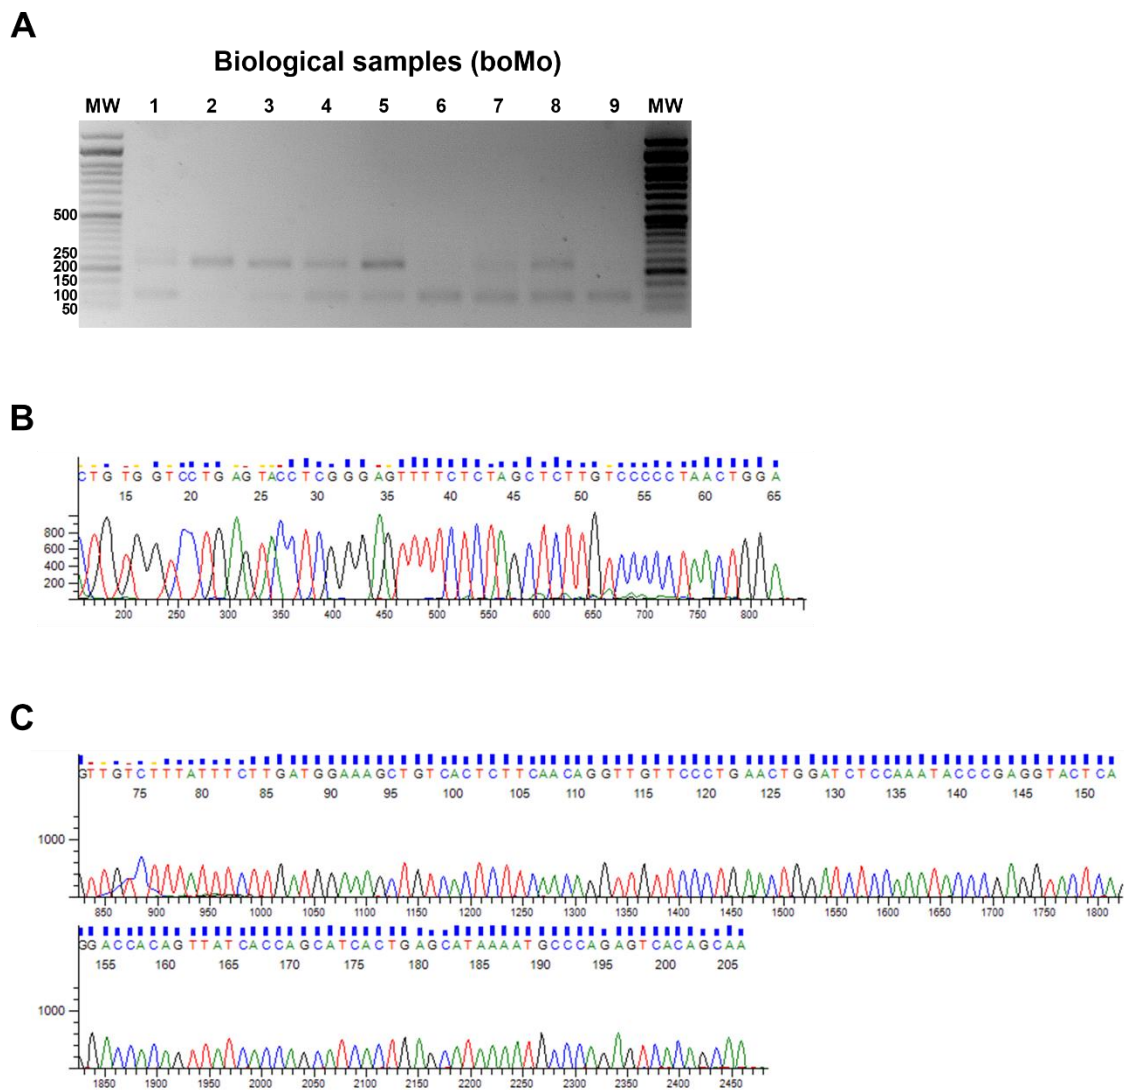 A
Biological samples (boMo)
MW 1 2 3 4 5 6 7 8 9 MW
500
250
200
150
100
50
B
CTG TG GTCCTG AGTACCTCGGGAGTTTTCTCTAGCTCTTGTCCCCCTAACTGG A
15 20 25 30 35 40 45 50 55 60 65
800
600
400
200
200 250 300 350 400 450 500 550 600 650 700 750 800
C
GTTGTCTTTATTTCTTGATGGAAAGCTGTCACTCTTCAACAGGTTGTTCCCTGAACTGGATCTCCAAATACCCGAGGTACTCA
75 80 85 90 95 100 105 110 115 120 125 130 135 140 145 150
1000
850 900 950 1000 1050 1100 1150 1200 1250 1300 1350 1400 1450 1500 1550 1600 1650 1700 1750 1800
GGACCACAG TTATCACCAGCATCACTGAGCATAAAATGCCCAGAGTCACAGCAA
155 160 165 170 175 180 185 190 195 200 205
1000
1850 1900 1950 2000 2050 2100 2150 2200 2250 2300 2350 2400 2450